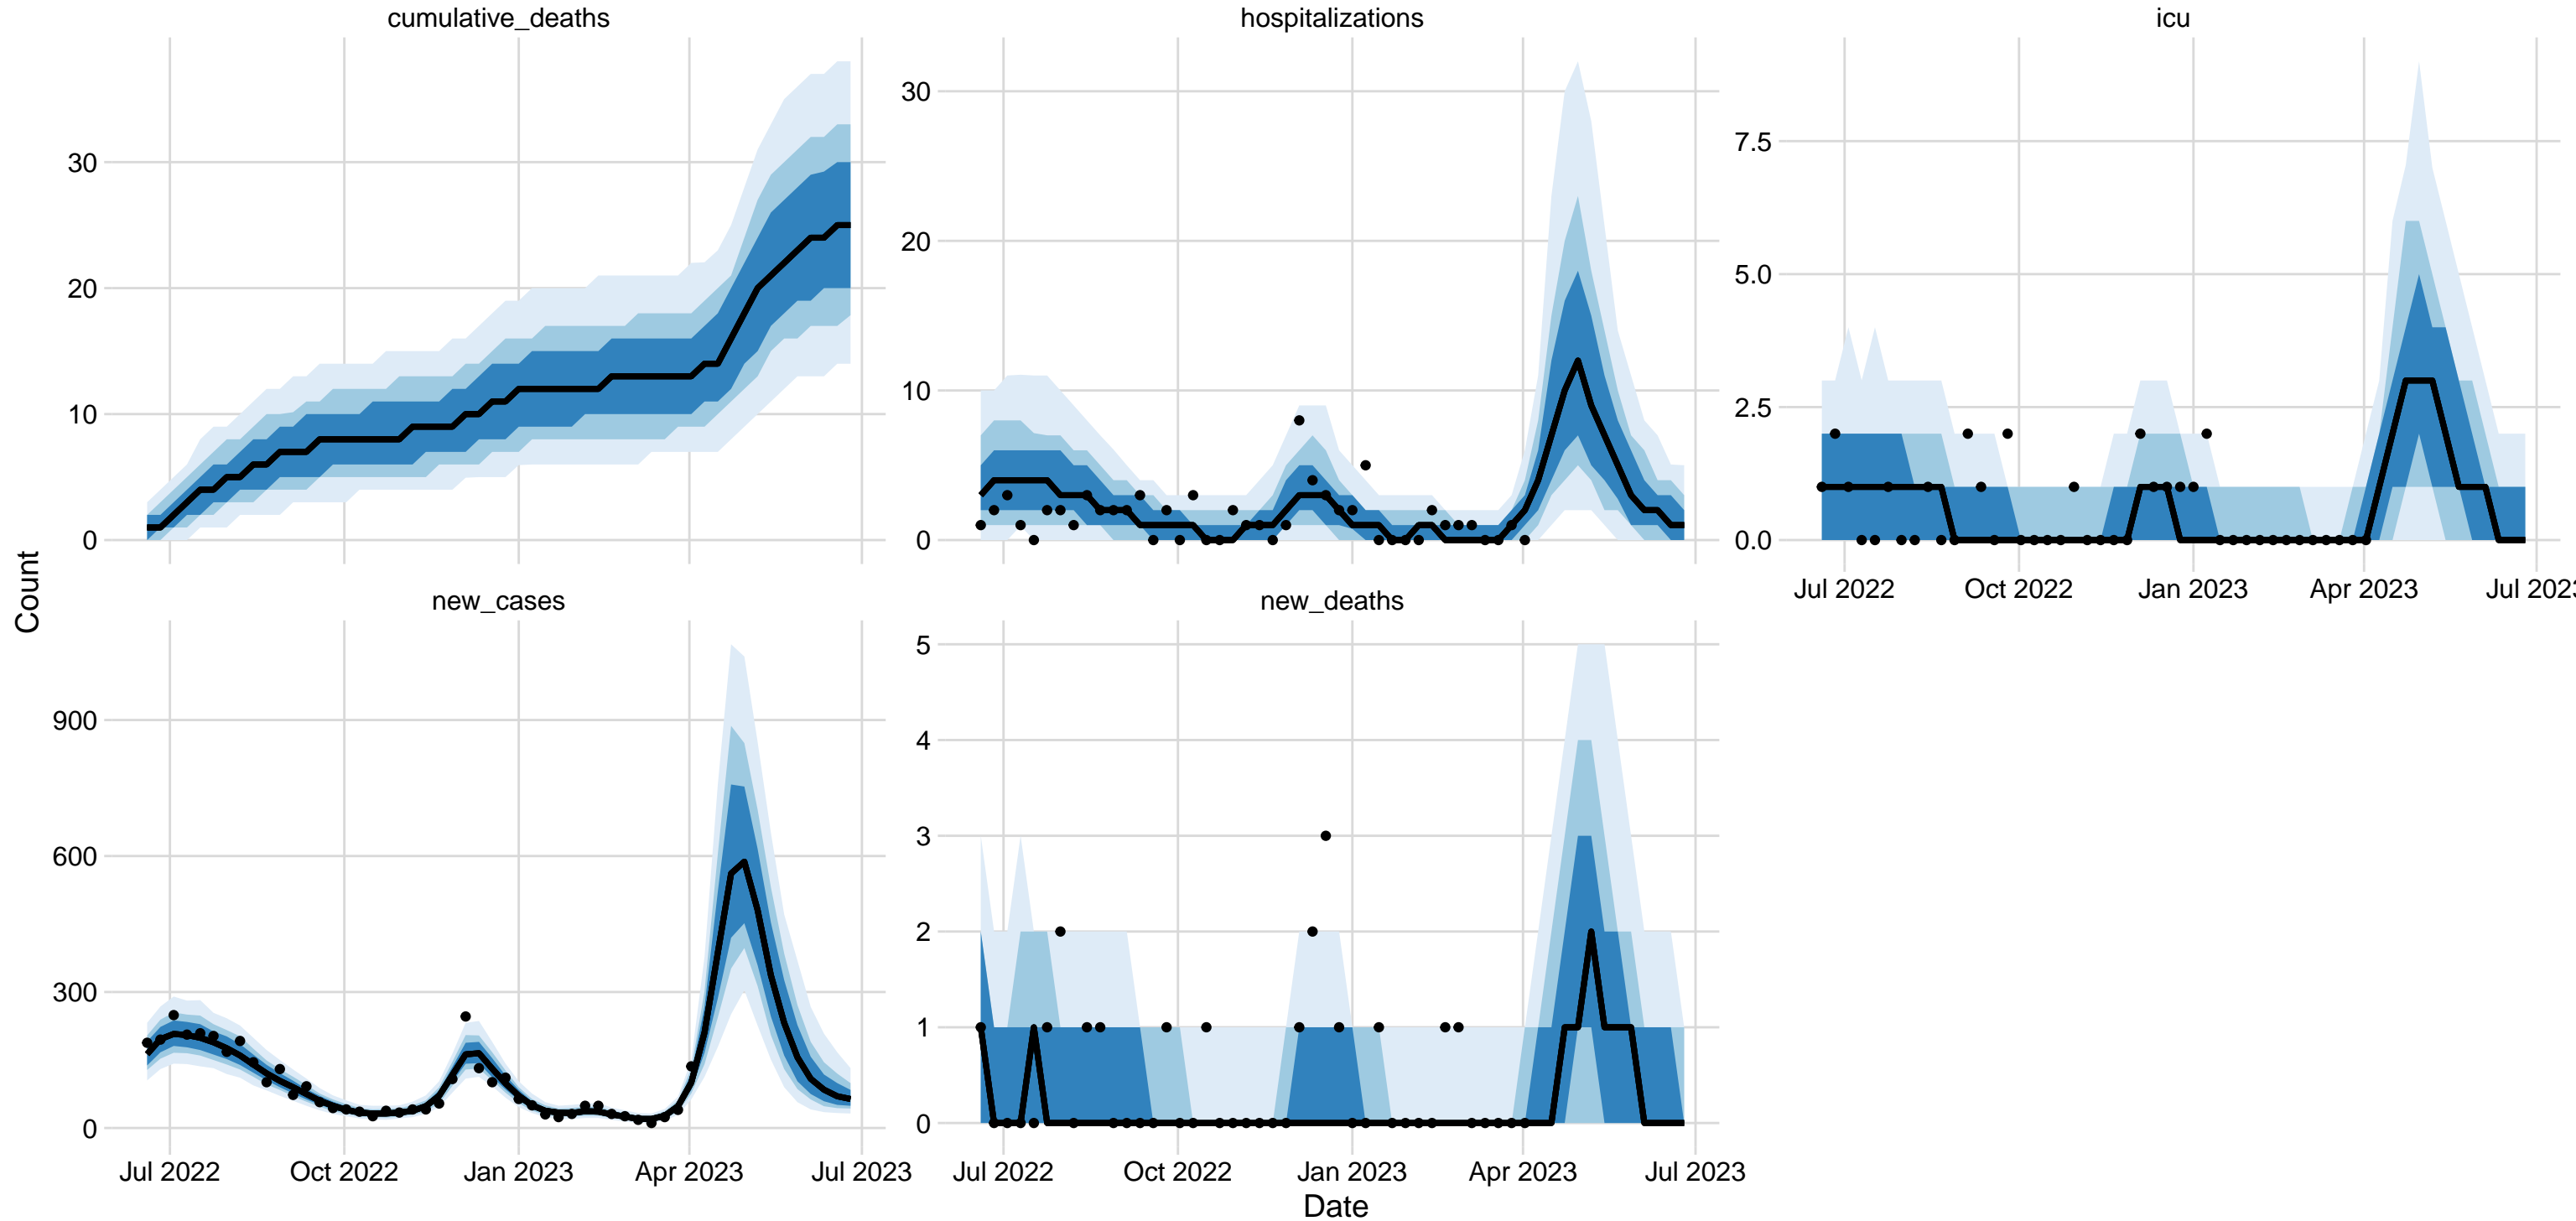 cumulative_deaths
hospitalizations
icu
30
20
10
0
30
20
10
0
7.5
5.0
2.5
0.0
Jul 2022 Oct 2022 Jan 2023 Apr 2023 Jul 2023
Count
new_cases
new_deaths
900
600
300
0
5
4
3
2
1
0
Jul 2022 Oct 2022 Jan 2023 Apr 2023 Jul 2023
Jul 2022 Oct 2022 Jan 2023 Apr 2023 Jul 2023
Date